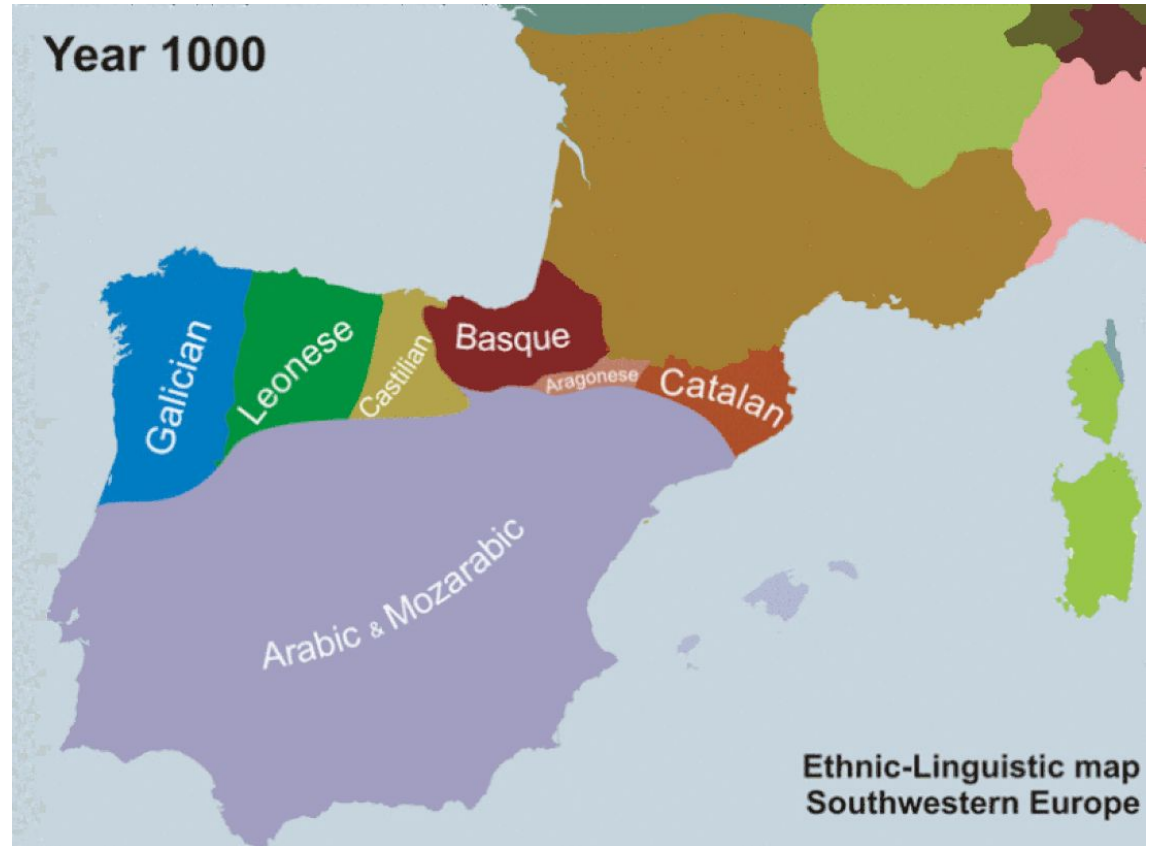 Year 1000
Galician
Leonese
Castilian
Basque
Aragonese
Catalan
Arabic & Mozarabic
Ethnic-Linguistic map
Southwestern Europe